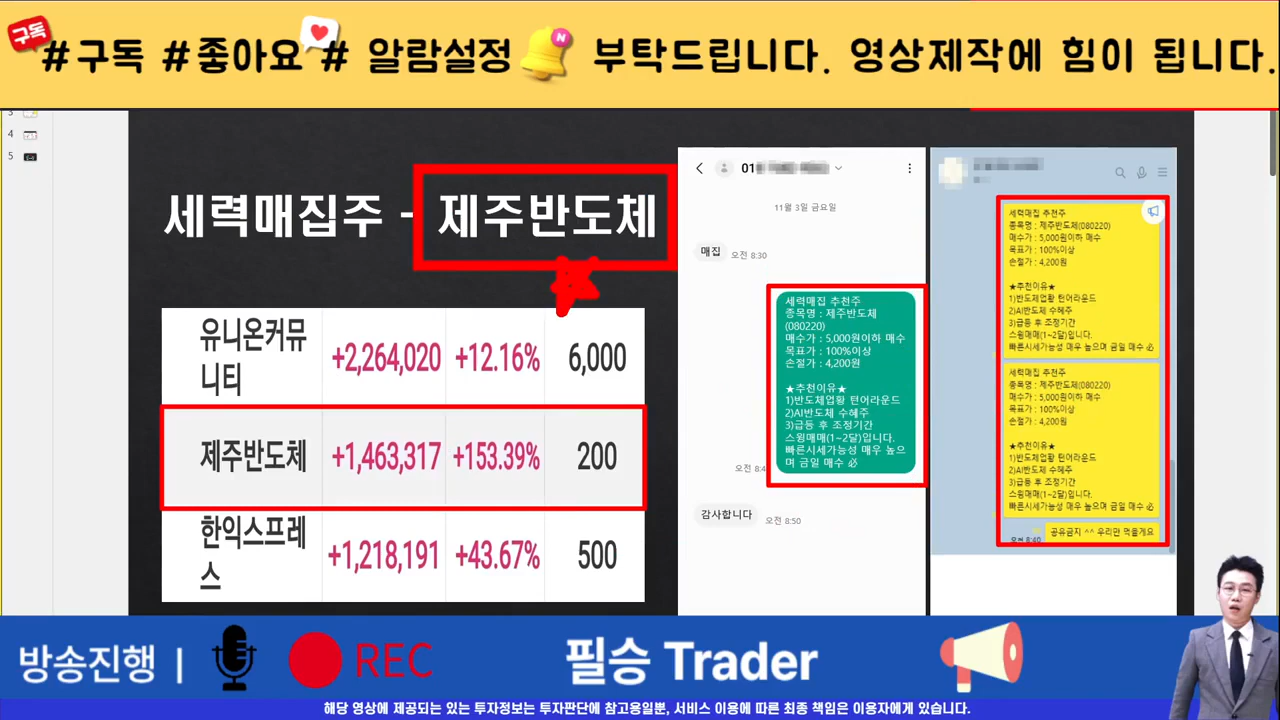 구독
#구독 #좋아요 # 알람설정 부탁드립니다. 영상제작에 힘이 됩니다.
N
3
4
5
세력매집주 - 제주반도체
유니온커뮤
니티
+2,264,020
+12.16%
6,000
제주반도체
+1,463,317
+153.39%
200
한익스프레
스
+1,218,191
+43.67%
500
01
11월 3일 금요일
매집
오전 8:30
세력매집 추천주
종목명 : 제주반도체
(080220)
매수가 : 5,000원이하 매수
목표가 : 100%이상
손절가 : 4,200원
★추천이유★
1)반도체업황 턴어라운드
2)AI반도체 수혜주
3)급등 후 조정기간
스윙매매(1~2달)입니다.
빠른시세가능성 매우 높으
며 금일 매수 必
오전 8:4
감사합니다
오전 8:50
세력매집 추천주
종목명 : 제주반도체(080220)
매수가 : 5,000원이하 매수
목표가 : 100%이상
손절가 : 4,200원
★추천이유★
1)반도체업황 턴어라운드
2)AI반도체 수혜주
3)급등 후 조정기간
스윙매매(1~2달)입니다.
빠른시세가능성 매우 높으며 금일 매수 必
세력매집 추천주
종목명 : 제주반도체(080220)
매수가 : 5,000원이하 매수
목표가 : 100%이상
손절가 : 4,200원
★추천이유★
1)반도체업황 턴어라운드
2)AI반도체 수혜주
3)급등 후 조정기간
스윙매매(1~2달)입니다.
빠른시세가능성 매우 높으며 금일 매수 必
오전 8:40
공유금지 ^^ 우리만 먹을게요
방송진행 |
REC
필승 Trader
해당 영상에 제공되는 있는 투자정보는 투자판단에 참고용일뿐, 서비스 이용에 따른 최종 책임은 이용자에게 있습니다.